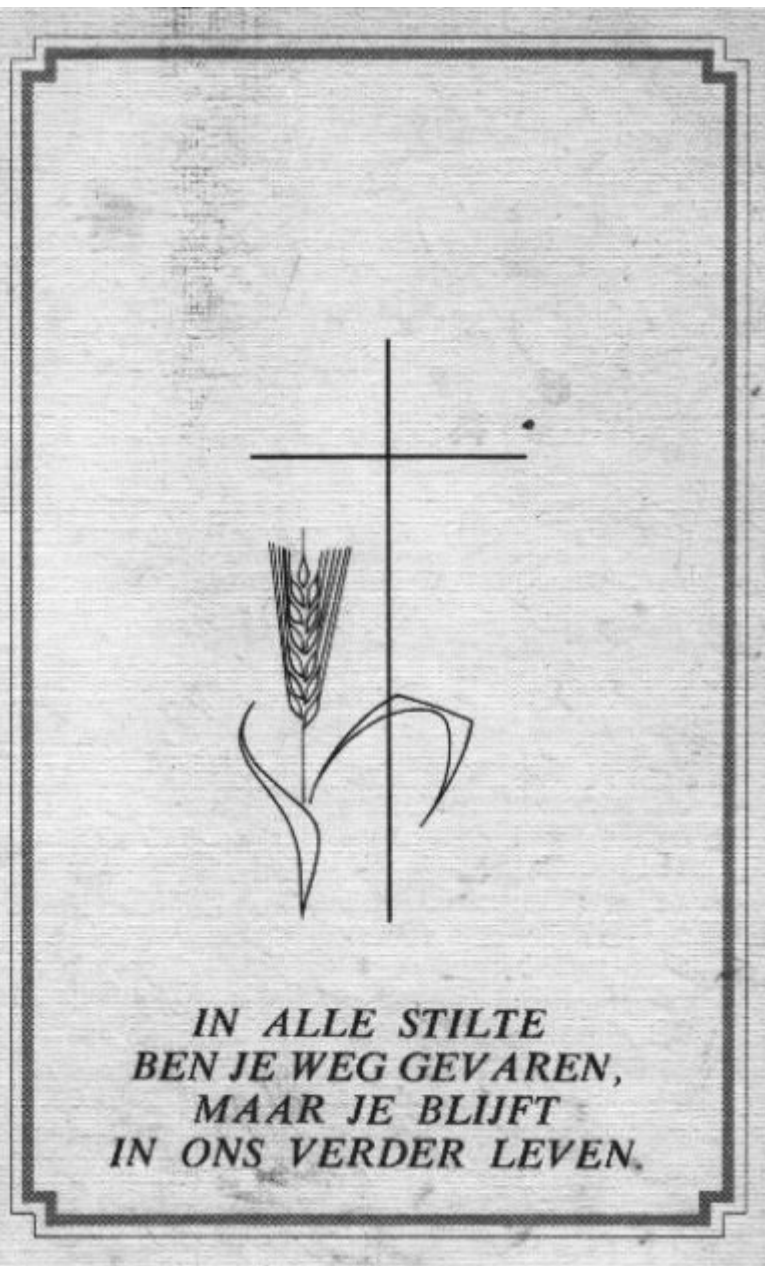 IN ALLE STILTE
BEN JE WEG GEVAREN,
MAAR JE BLIJFT
IN ONS VERDER LEVEN.